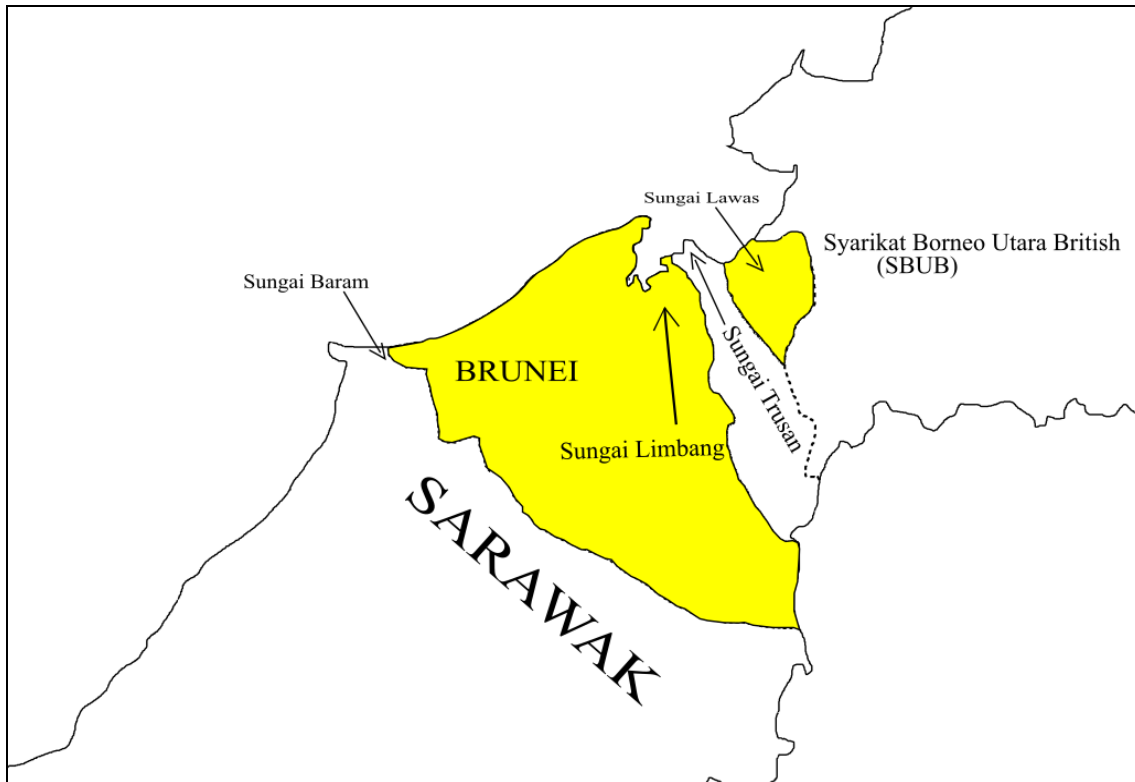 Sungai Lawas
Syarikat Borneo Utara British
(SBUB)
Sungai Baram
BRUNEI
Sungai Trusan
Sungai Limbang
SARAWAK